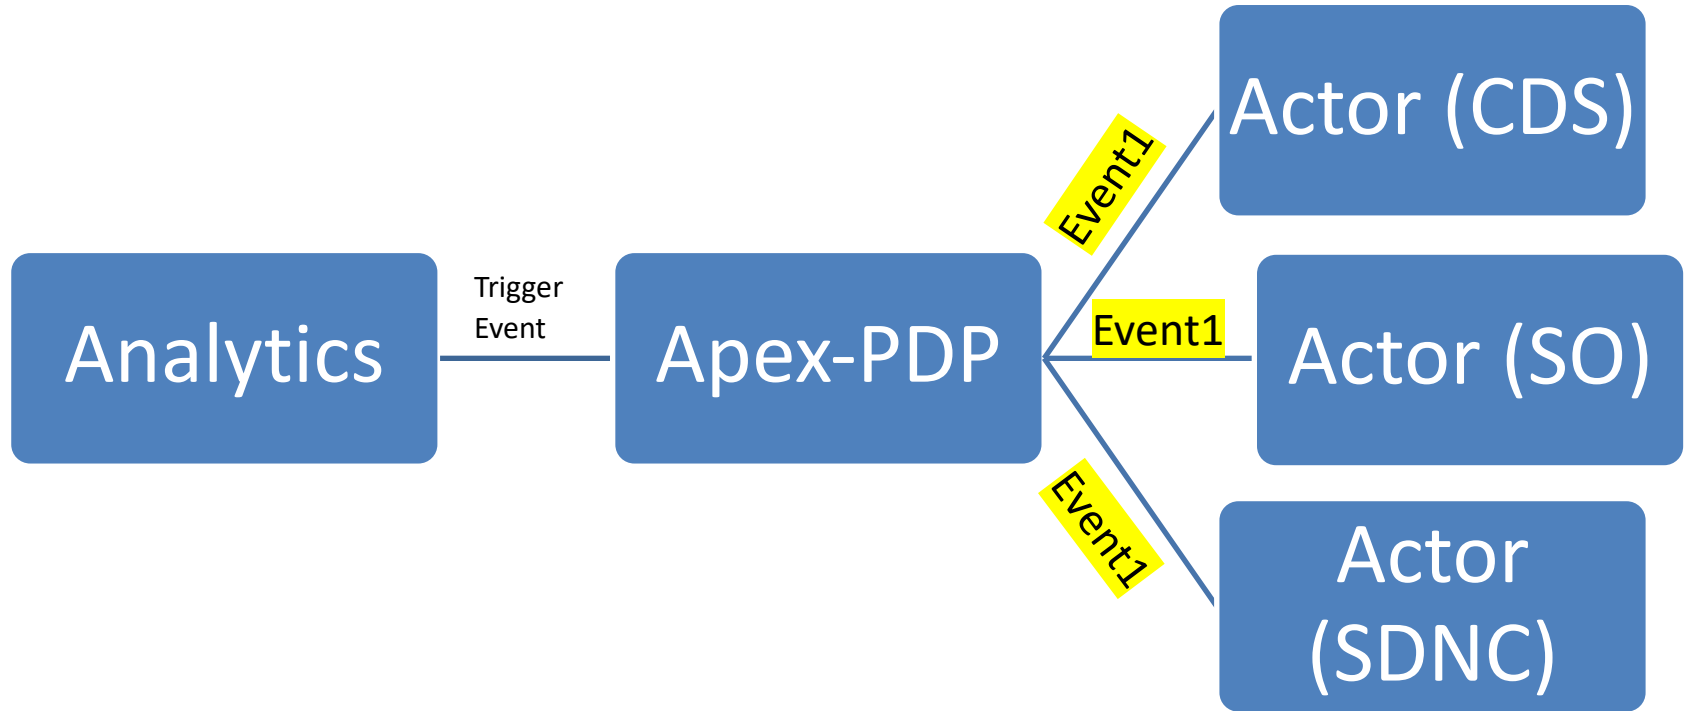 Analytics
Trigger
Event
Apex-PDP
Event1
Event1
Event1
Actor (CDS)
Actor (SO)
Actor
(SDNC)